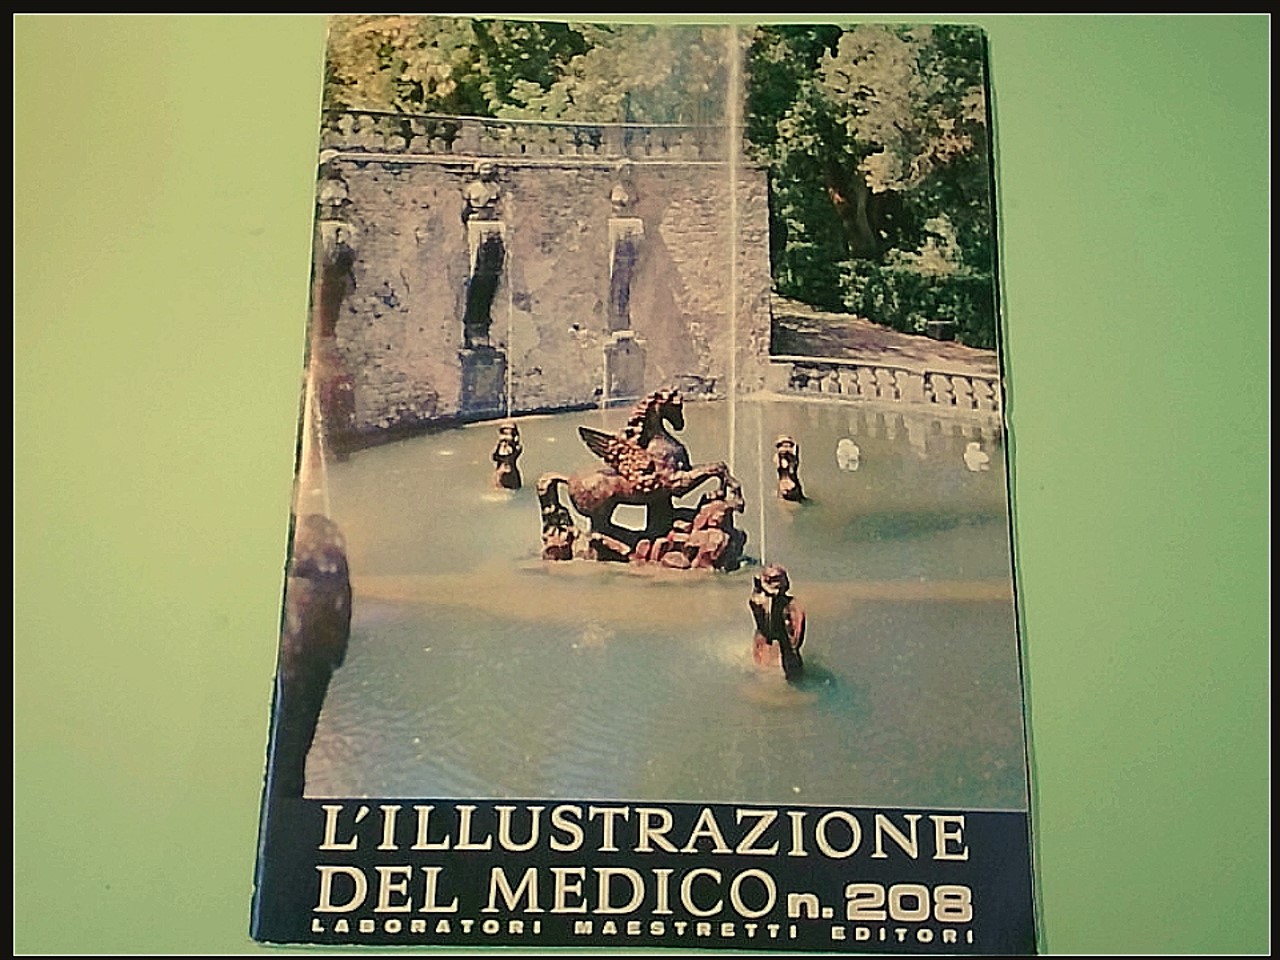 L'ILLUSTRAZIONE
DEL MEDICO n. 208
LABORATORI MAESTRETTI EDITORI